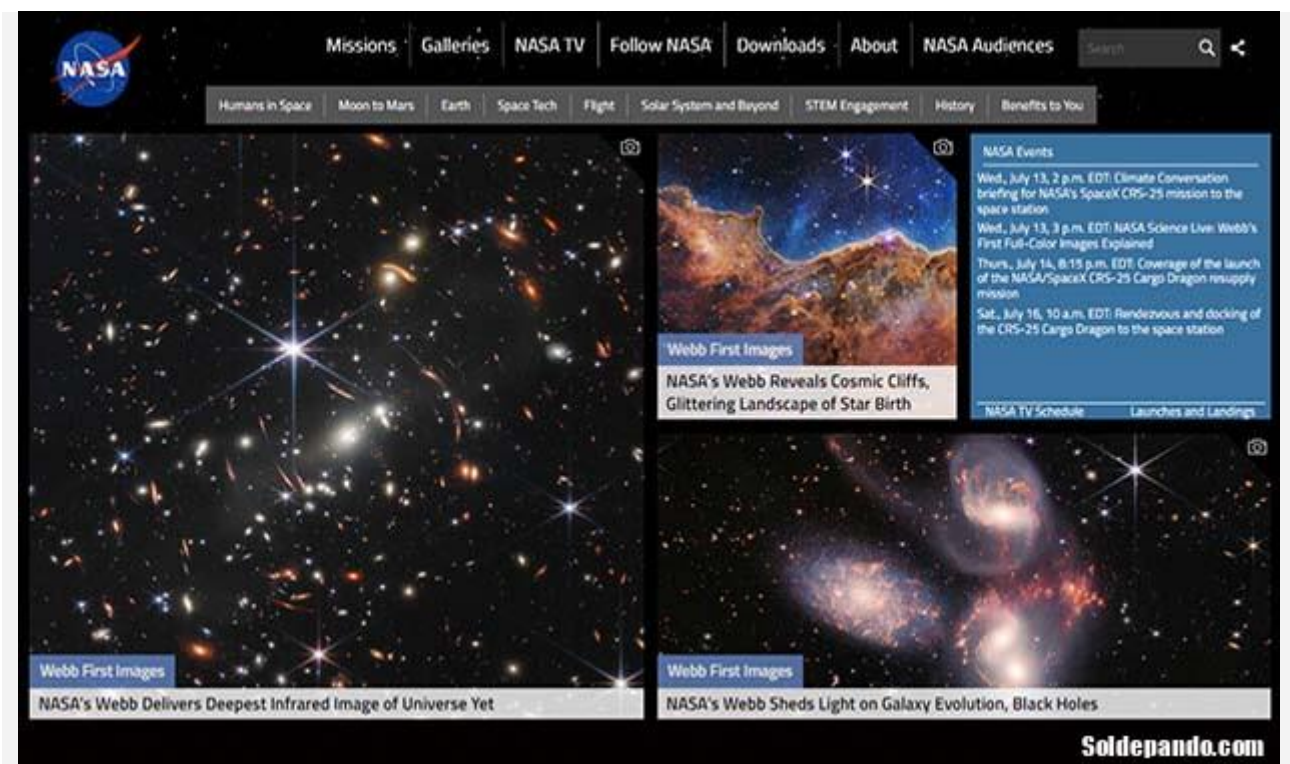 NASA
Missions Galleries NASA TV Follow NASA Downloads About NASA Audiences Search
Humans in Space Moon to Mars Earth Space Tech Flight Solar System and Beyond STEM Engagement History Benefits to You
Webb First Images
NASA's Webb Delivers Deepest Infrared Image of Universe Yet
Webb First Images
NASA's Webb Reveals Cosmic Cliffs,
Glittering Landscape of Star Birth
NASA Events
Wed., July 13, 2 p.m. EDT: Climate Conversation
briefing for NASA's SpaceX CRS-25 mission to the
space station
Wed., July 13, 3 p.m. EDT: NASA Science Live: Webb's
First Full-Color Images Explained
Thurs., July 14, 8:15 p.m. EDT: Coverage of the launch
of the NASA/SpaceX CRS-25 Cargo Dragon resupply
mission
Sat., July 16, 10 a.m. EDT: Rendezvous and docking of
the CRS-25 Cargo Dragon to the space station
NASA TV Schedule Launches and Landings
Webb First Images
NASA's Webb Sheds Light on Galaxy Evolution, Black Holes
Soldepando.com